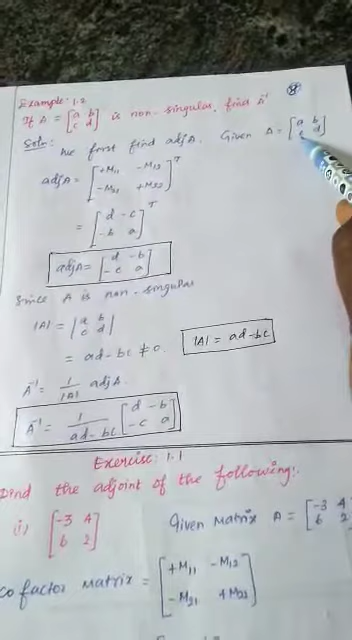 Example: 1.2
If A = [a b
c d] is non-singular, find A⁻¹
Soln: We first find adjA. Given A = [a b
c d]
adjA = [+M₁₁ -M₁₂
-M₂₁ +M₂₂]ᵀ
= [d -c
-b a]ᵀ
adjA = [d -b
-c a]
Since A is non-singular
|A| = |a b
c d|
= ad-bc ≠ 0. |A| = ad-bc
A⁻¹ = 1/|A| adjA.
A⁻¹ = 1/ad-bc [d -b
-c a]
Exercise: 1.1
Find the adjoint of the following:
(i) [-3 4
6 2] Given Matrix A = [-3 4
6 2
cofactor matrix = [+M₁₁ -M₁₂
-M₂₁ +M₂₂]